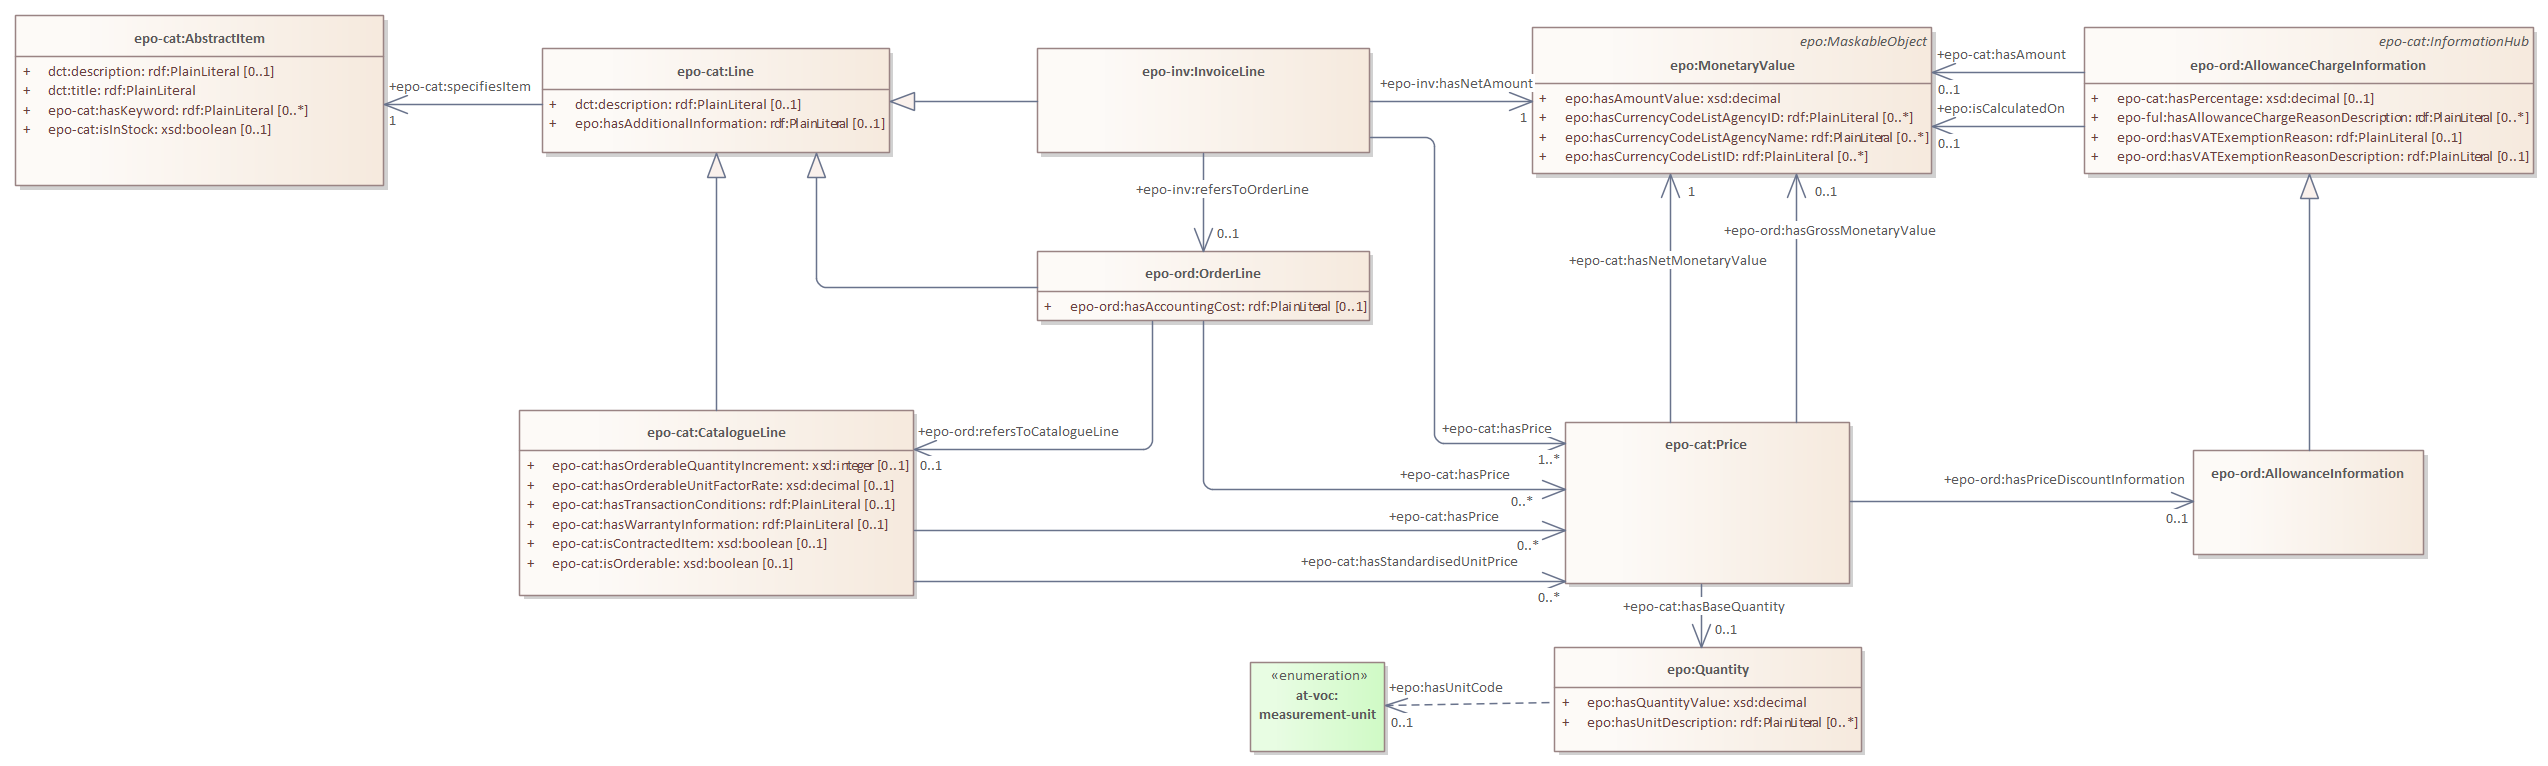 epo-cat:AbstractItem
+ dct:description: rdf:PlainLiteral [0..1]
+ dct:title: rdf:PlainLiteral
+ epo-cat:hasKeyword: rdf:PlainLiteral [0..*]
+ epo-cat:isInStock: xsd:boolean [0..1]
+epo-cat:specifiesItem
1
epo-cat:Line
+ dct:description: rdf:PlainLiteral [0..1]
+ epo:hasAdditionalInformation: rdf:PlainLiteral [0..1]
epo-inv:InvoiceLine
+epo-inv:hasNetAmount
1
epo:MaskableObject
epo:MonetaryValue
+ epo:hasAmountValue: xsd:decimal
+ epo:hasCurrencyCodeListAgencyID: rdf:PlainLiteral [0..*]
+ epo:hasCurrencyCodeListAgencyName: rdf:PlainLiteral [0..*]
+ epo:hasCurrencyCodeListID: rdf:PlainLiteral [0..*]
+epo-cat:hasAmount
0..1
+epo:isCalculatedOn
0..1
epo-cat:InformationHub
epo-ord:AllowanceChargeInformation
+ epo-cat:hasPercentage: xsd:decimal [0..1]
+ epo-ful:hasAllowanceChargeReasonDescription: rdf:PlainLiteral [0..*]
+ epo-ord:hasVATExemptionReason: rdf:PlainLiteral [0..1]
+ epo-ord:hasVATExemptionReasonDescription: rdf:PlainLiteral [0..1]
+epo-inv:refersToOrderLine
0..1
1
0..1
+epo-ord:hasGrossMonetaryValue
+epo-cat:hasNetMonetaryValue
epo-ord:OrderLine
+ epo-ord:hasAccountingCost: rdf:PlainLiteral [0..1]
epo-cat:CatalogueLine
+ epo-cat:hasOrderableQuantityIncrement: xsd:integer [0..1]
+ epo-cat:hasOrderableUnitFactorRate: xsd:decimal [0..1]
+ epo-cat:hasTransactionConditions: rdf:PlainLiteral [0..1]
+ epo-cat:hasWarrantyInformation: rdf:PlainLiteral [0..1]
+ epo-cat:isContractedItem: xsd:boolean [0..1]
+ epo-cat:isOrderable: xsd:boolean [0..1]
+epo-ord:refersToCatalogueLine
0..1
+epo-cat:hasPrice
1..*
+epo-cat:hasPrice
0..*
+epo-cat:hasPrice
0..*
+epo-cat:hasStandardisedUnitPrice
0..*
epo-cat:Price
+epo-ord:hasPriceDiscountInformation
0..1
epo-ord:AllowanceInformation
+epo-cat:hasBaseQuantity
0..1
«enumeration»
at-voc:
measurement-unit
+epo:hasUnitCode
0..1
epo:Quantity
+ epo:hasQuantityValue: xsd:decimal
+ epo:hasUnitDescription: rdf:PlainLiteral [0..*]